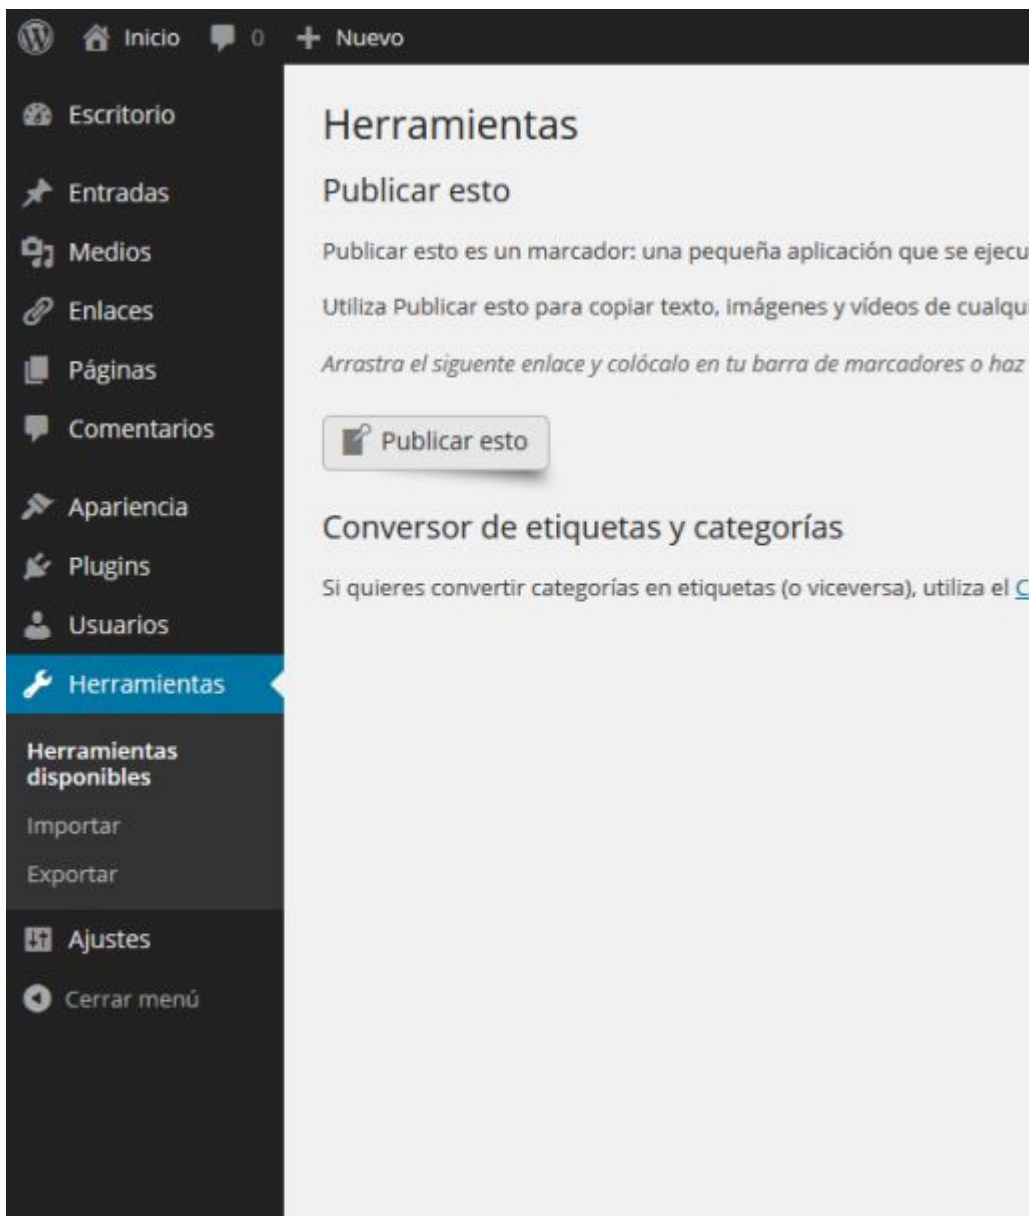 Inicio 0 Nuevo
Escritorio
Entradas
Medios
Enlaces
Páginas
Comentarios
Apariencia
Plugins
Usuarios
Herramientas
Herramientas
disponibles
Importar
Exportar
Ajustes
Cerrar menú
Herramientas
Publicar esto
Publicar esto es un marcador: una pequeña aplicación que se ejecu
Utiliza Publicar esto para copiar texto, imágenes y vídeos de cualqui
Arrastra el siguente enlace y colócalo en tu barra de marcadores o haz
Publicar esto
Conversor de etiquetas y categorías
Si quieres convertir categorías en etiquetas (o viceversa), utiliza el C